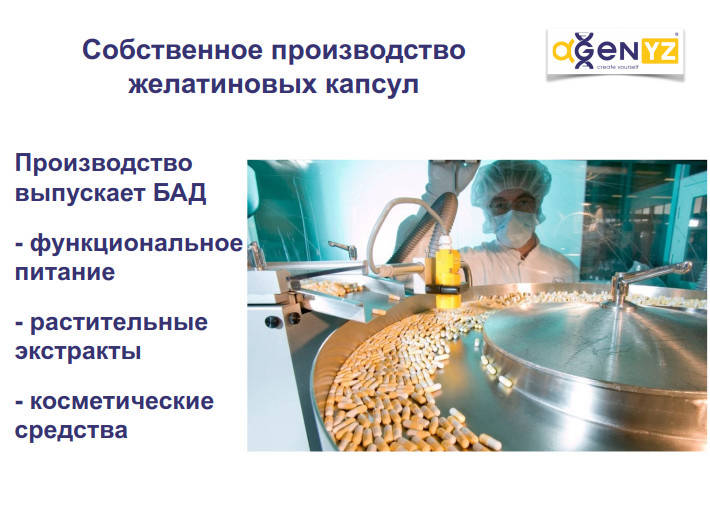 Собственное производство
желатиновых капсул
agenYZ
create yourself
Производство
выпускает БАД
- функциональное
питание
- растительные
экстракты
- косметические
средства